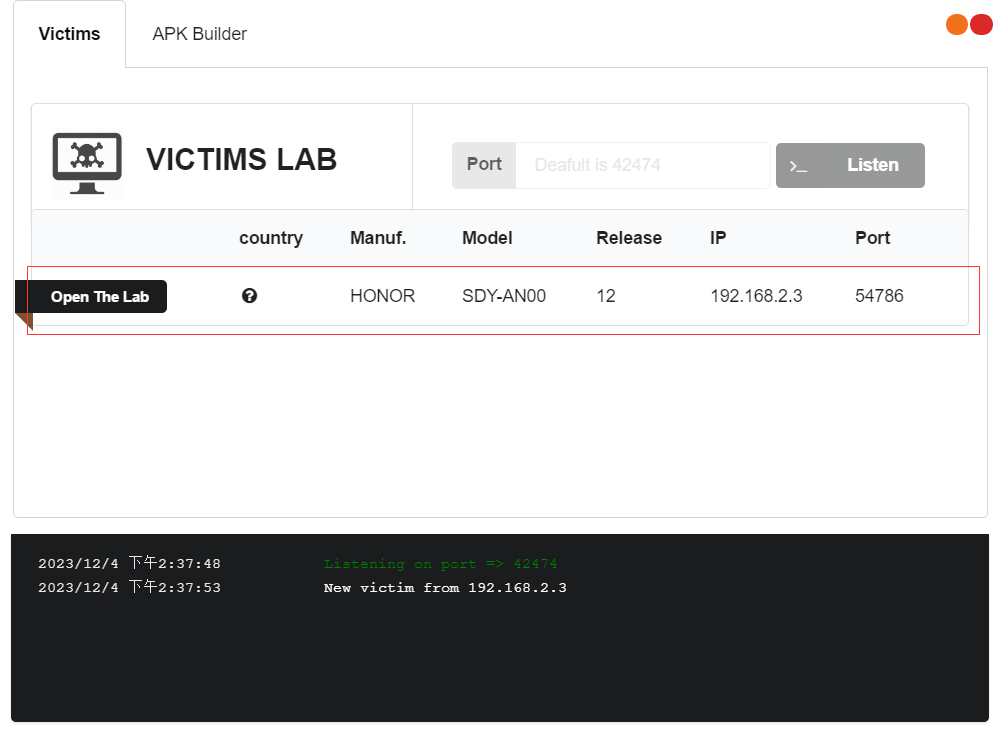 Victims APK Builder
VICTIMS LAB
Port Deafult is 42474 >_ Listen
country Manuf. Model Release IP Port
Open The Lab HONOR SDY-AN00 12 192.168.2.3 54786
2023/12/4 下午2:37:48 Listening on port => 42474
2023/12/4 下午2:37:53 New victim from 192.168.2.3